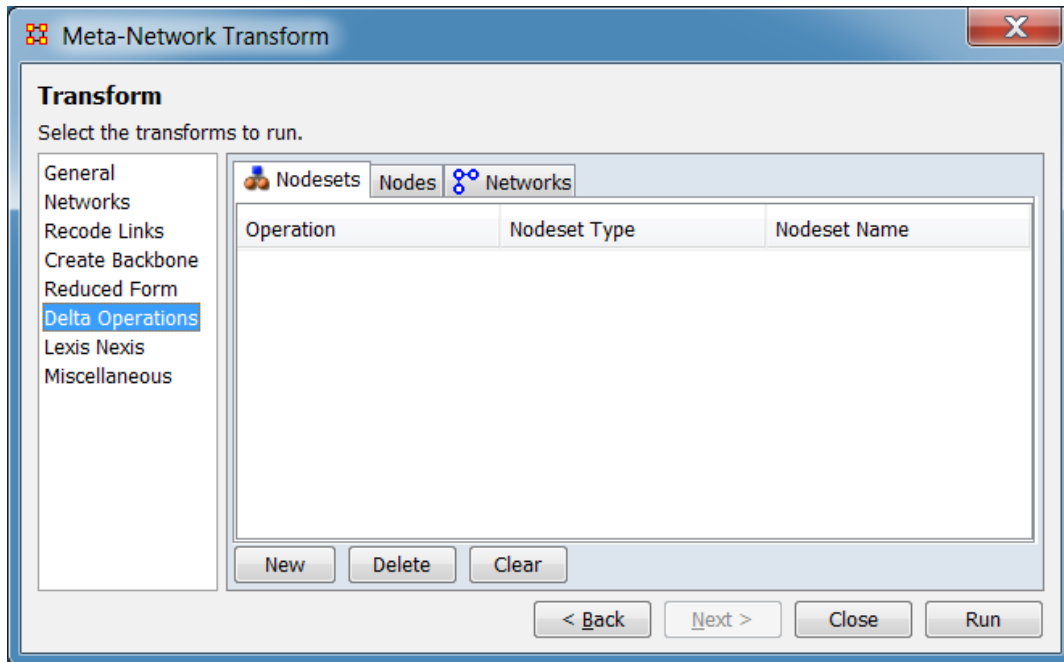 Meta-Network Transform
X
Transform
Select the transforms to run.
General
Networks
Recode Links
Create Backbone
Reduced Form
Delta Operations
Lexis Nexis
Miscellaneous
Nodesets Nodes Networks
Operation Nodeset Type Nodeset Name
New Delete Clear
< Back Next > Close Run